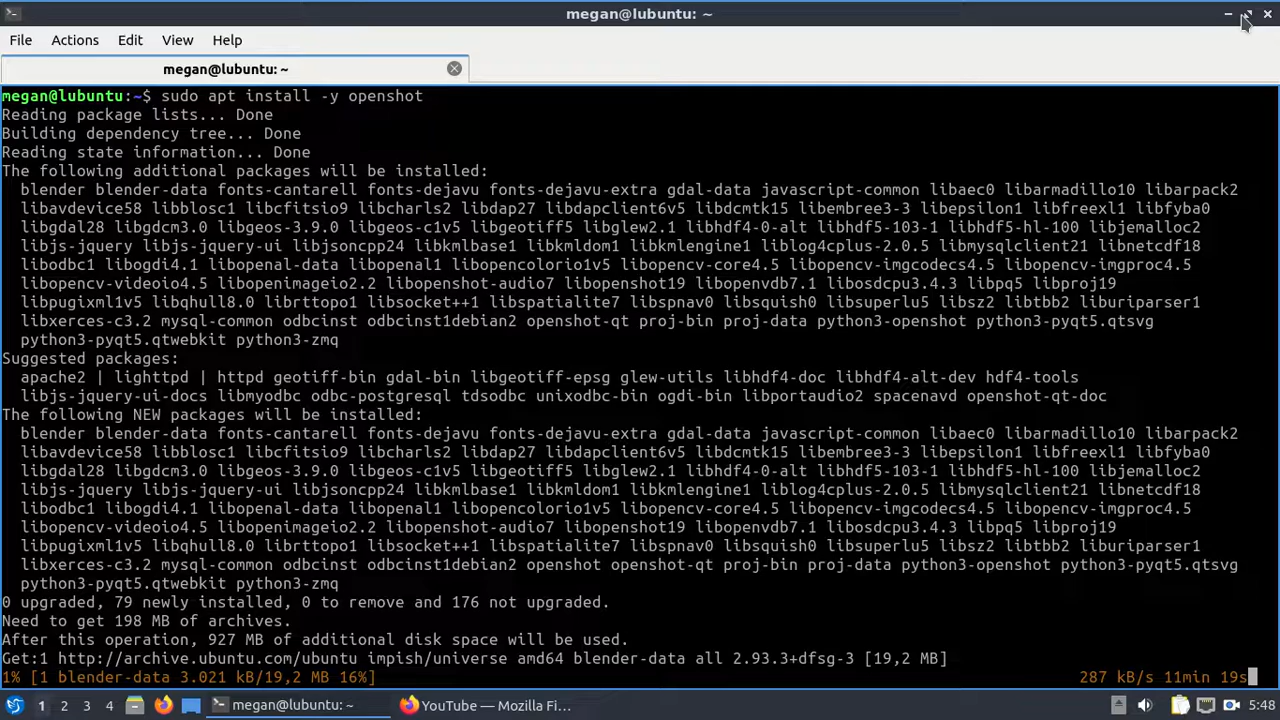 megan@lubuntu: ~
File Actions Edit View Help
megan@lubuntu: ~
megan@lubuntu:~$ sudo apt install -y openshot
Reading package lists... Done
Building dependency tree... Done
Reading state information... Done
The following additional packages will be installed:
  blender blender-data fonts-cantarell fonts-dejavu fonts-dejavu-extra gdal-data javascript-common libaec0 libarmadillo10 libarpack2
  libavdevice58 libblosc1 libcfitsio9 libcharls2 libdap27 libdapclient6v5 libdcmtk15 libembree3-3 libepsilon1 libfreexl1 libfyba0
  libgdal28 libgdcm3.0 libgeos-3.9.0 libgeos-c1v5 libgeotiff5 libglew2.1 libhdf4-0-alt libhdf5-103-1 libhdf5-hl-100 libjemalloc2
  libjs-jquery libjs-jquery-ui libjsoncpp24 libkmlbase1 libkmldom1 libkmlengine1 liblog4cplus-2.0.5 libmysqlclient21 libnetcdf18
  libodbc1 libogdi4.1 libopenal-data libopenal1 libopencolorio1v5 libopencv-core4.5 libopencv-imgcodecs4.5 libopencv-imgproc4.5
  libopencv-videoio4.5 libopenimageio2.2 libopenshot-audio7 libopenshot19 libopenvdb7.1 libosdcpu3.4.3 libpq5 libproj19
  libpugixml1v5 libqhull8.0 librttopo1 libsocket++1 libspatialite7 libspnav0 libsquish0 libsuperlu5 libsz2 libtbb2 liburiparser1
  libxerces-c3.2 mysql-common odbcinst odbcinst1debian2 openshot-qt proj-bin proj-data python3-openshot python3-pyqt5.qtsvg
  python3-pyqt5.qtwebkit python3-zmq
Suggested packages:
  apache2 | lighttpd | httpd geotiff-bin gdal-bin libgeotiff-epsg glew-utils libhdf4-doc libhdf4-alt-dev hdf4-tools
  libjs-jquery-ui-docs libmyodbc odbc-postgresql tdsodbc unixodbc-bin ogdi-bin libportaudio2 spacenavd openshot-qt-doc
The following NEW packages will be installed:
  blender blender-data fonts-cantarell fonts-dejavu fonts-dejavu-extra gdal-data javascript-common libaec0 libarmadillo10 libarpack2
  libavdevice58 libblosc1 libcfitsio9 libcharls2 libdap27 libdapclient6v5 libdcmtk15 libembree3-3 libepsilon1 libfreexl1 libfyba0
  libgdal28 libgdcm3.0 libgeos-3.9.0 libgeos-c1v5 libgeotiff5 libglew2.1 libhdf4-0-alt libhdf5-103-1 libhdf5-hl-100 libjemalloc2
  libjs-jquery libjs-jquery-ui libjsoncpp24 libkmlbase1 libkmldom1 libkmlengine1 liblog4cplus-2.0.5 libmysqlclient21 libnetcdf18
  libodbc1 libogdi4.1 libopenal-data libopenal1 libopencolorio1v5 libopencv-core4.5 libopencv-imgcodecs4.5 libopencv-imgproc4.5
  libopencv-videoio4.5 libopenimageio2.2 libopenshot-audio7 libopenshot19 libopenvdb7.1 libosdcpu3.4.3 libpq5 libproj19
  libpugixml1v5 libqhull8.0 librttopo1 libsocket++1 libspatialite7 libspnav0 libsquish0 libsuperlu5 libsz2 libtbb2 liburiparser1
  libxerces-c3.2 mysql-common odbcinst odbcinst1debian2 openshot openshot-qt proj-bin proj-data python3-openshot python3-pyqt5.qtsvg
  python3-pyqt5.qtwebkit python3-zmq
0 upgraded, 79 newly installed, 0 to remove and 176 not upgraded.
Need to get 198 MB of archives.
After this operation, 927 MB of additional disk space will be used.
Get:1 http://archive.ubuntu.com/ubuntu impish/universe amd64 blender-data all 2.93.3+dfsg-3 [19,2 MB]
1% [1 blender-data 3.021 kB/19,2 MB 16%] 287 kB/s 11min 19s
1 2 3 4 megan@lubuntu: ~ YouTube — Mozilla Fi... 5:48